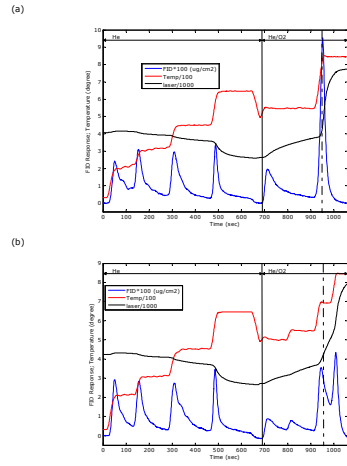 (a)
He
He/O2
FID*100 (ug/cm2)
Temp/100
laser/1000
FID Response; Temperature (degree)
10
9
8
7
6
5
4
3
2
1
0
0 100 200 300 400 500 600 700 800 900 1000
Time (sec)
(b)
He
He/O2
FID*100 (ug/cm2)
Temp/100
laser/1000
FID Response; Temperature (degree)
9
8
7
6
5
4
3
2
1
0
0 100 200 300 400 500 600 700 800 900 1000
Time (sec)